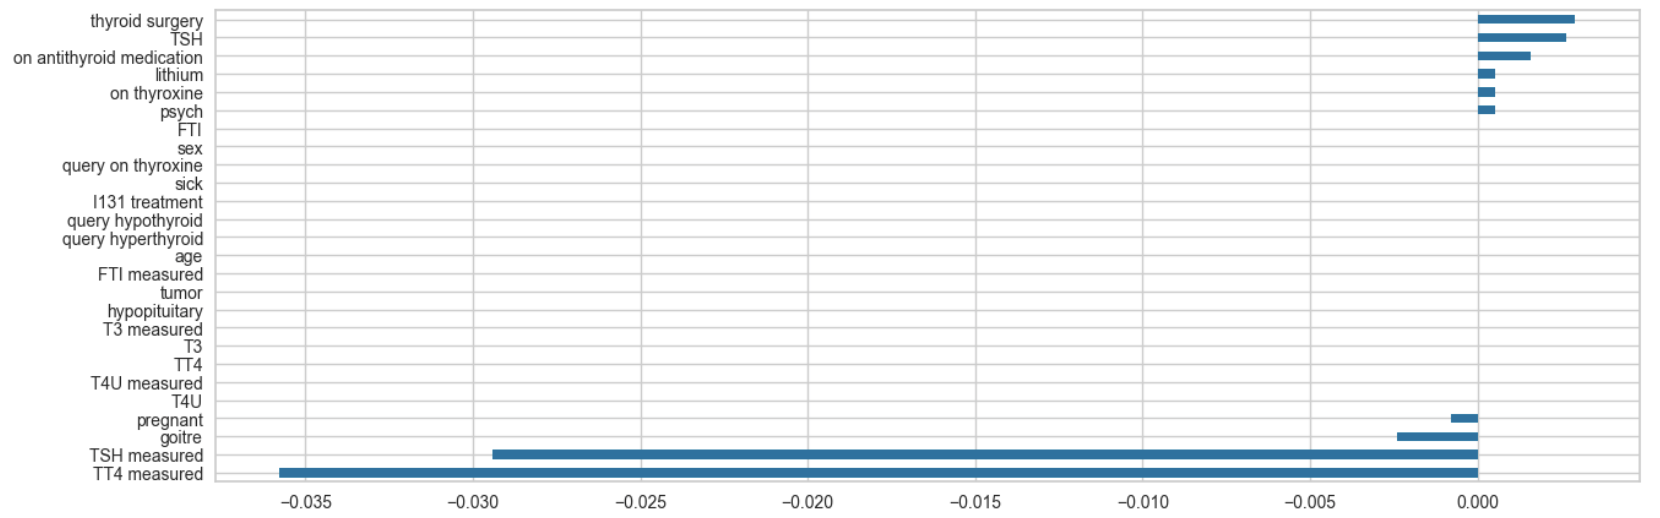 thyroid surgery
TSH
on antithyroid medication
lithium
on thyroxine
psych
FTI
sex
query on thyroxine
sick
I131 treatment
query hypothyroid
query hyperthyroid
age
FTI measured
tumor
hypopituitary
T3 measured
T3
TT4
T4U measured
T4U
pregnant
goitre
TSH measured
TT4 measured
−0.035 −0.030 −0.025 −0.020 −0.015 −0.010 −0.005 0.000